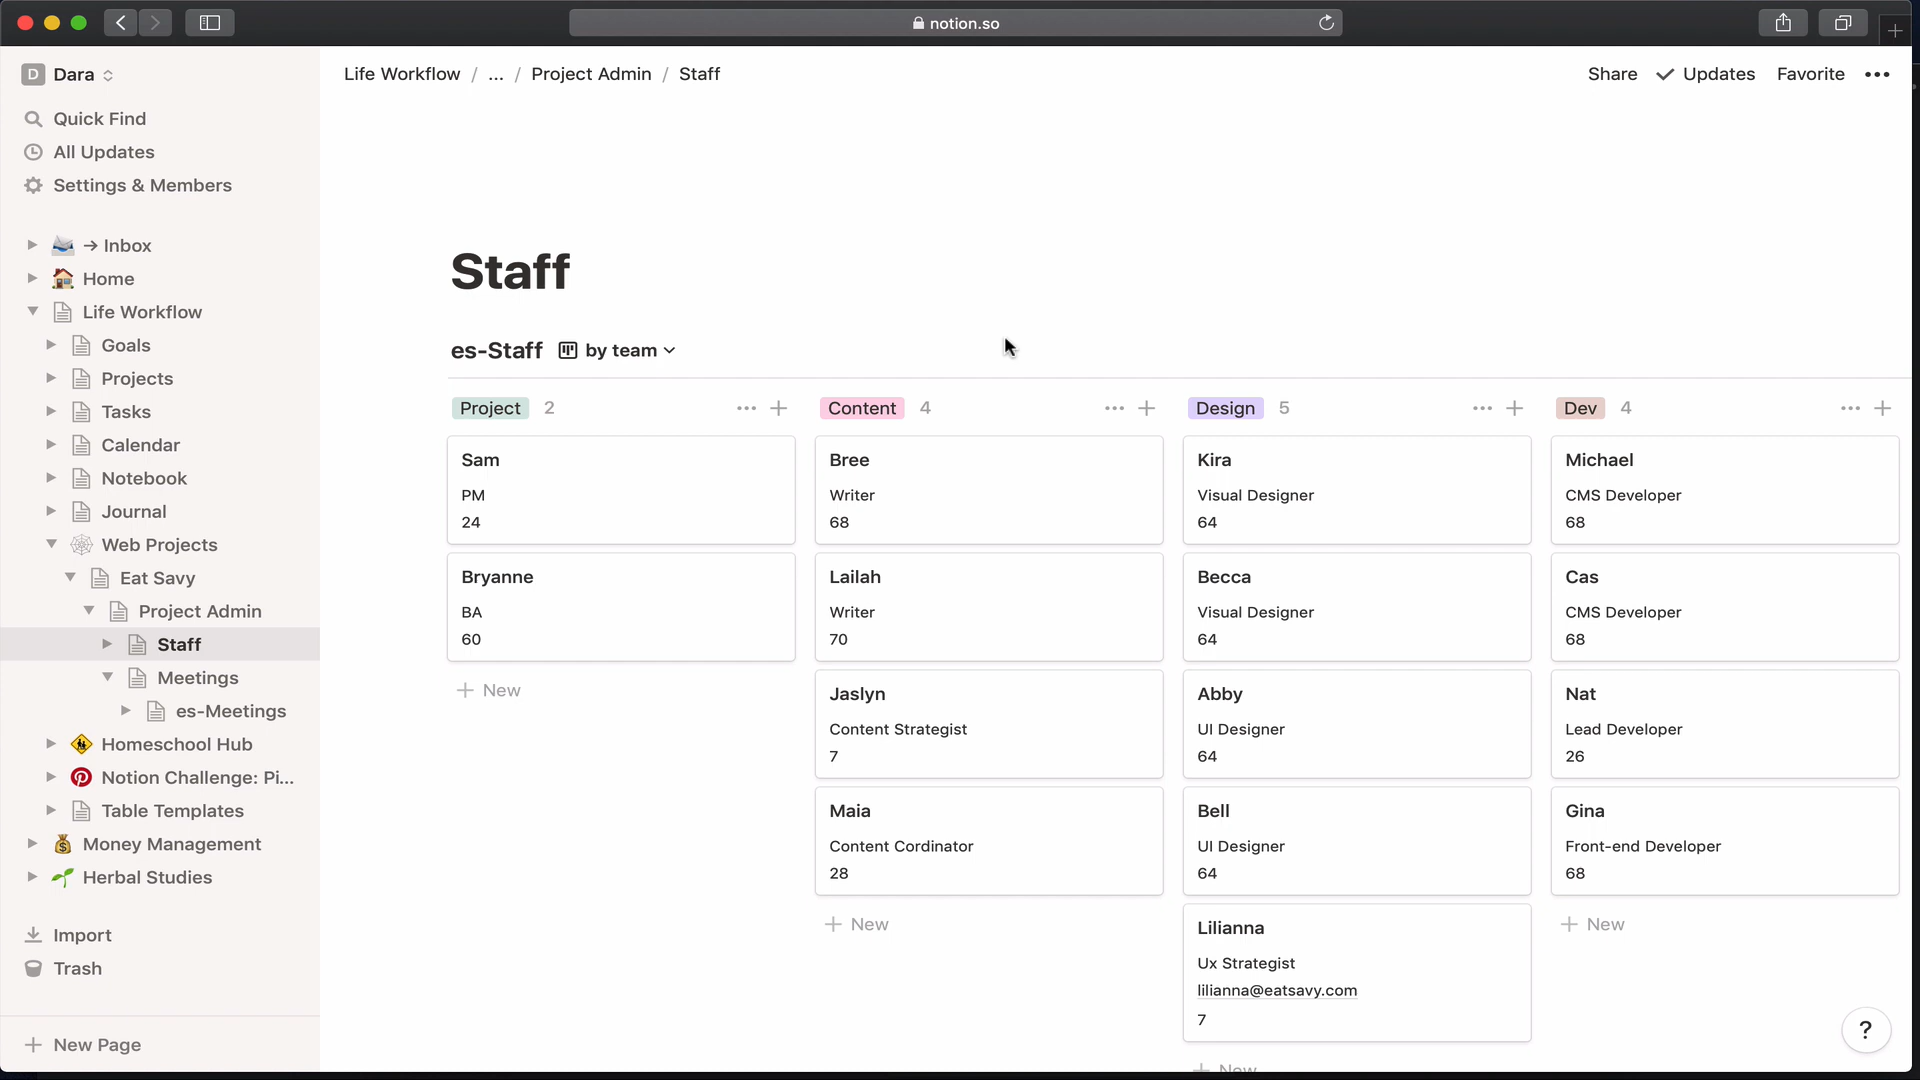 notion.so
D Dara
Life Workflow / ... / Project Admin / Staff
Share Updates Favorite •••
Quick Find
All Updates
Settings & Members
→ Inbox
Home
Life Workflow
Goals
Projects
Tasks
Calendar
Notebook
Journal
Web Projects
Eat Savy
Project Admin
Staff
Meetings
es-Meetings
Homeschool Hub
Notion Challenge: Pi...
Table Templates
Money Management
Herbal Studies
Import
Trash
+ New Page
Staff
es-Staff by team
Project 2 ••• +
Sam
PM
24
Bryanne
BA
60
+ New
Content 4 ••• +
Bree
Writer
68
Lailah
Writer
70
Jaslyn
Content Strategist
7
Maia
Content Cordinator
28
+ New
Design 5 ••• +
Kira
Visual Designer
64
Becca
Visual Designer
64
Abby
UI Designer
64
Bell
UI Designer
64
Lilianna
Ux Strategist
lilianna@eatsavy.com
7
+ New
Dev 4 ••• +
Michael
CMS Developer
68
Cas
CMS Developer
68
Nat
Lead Developer
26
Gina
Front-end Developer
68
+ New
?